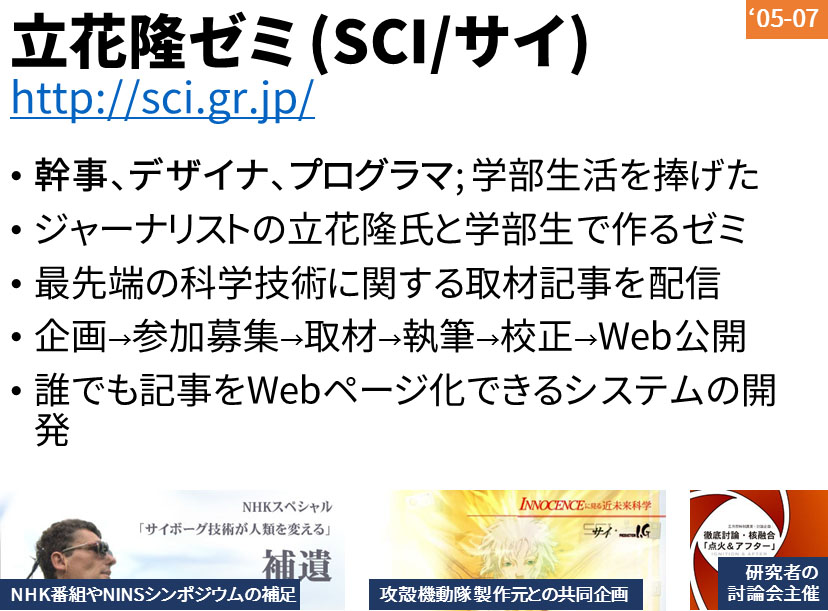 立花隆ゼミ (SCI/サイ)
‘05-07
http://sci.gr.jp/
• 幹事、デザイナ、プログラマ; 学部生活を捧げた
• ジャーナリストの立花隆氏と学部生で作るゼミ
• 最先端の科学技術に関する取材記事を配信
• 企画→参加募集→取材→執筆→校正→Web公開
• 誰でも記事をWebページ化できるシステムの開
発
NHKスペシャル
「サイボーグ技術が人類を変える」
補遺
NHK番組やNINSシンポジウムの補足
INNOCENCEに見る近未来科学
サイ・PRODUCTION I.G
攻殻機動隊製作元との共同企画
徹底討論・核融合
「点火&アフター」
IGNITION & AFTER
研究者の
討論会主催